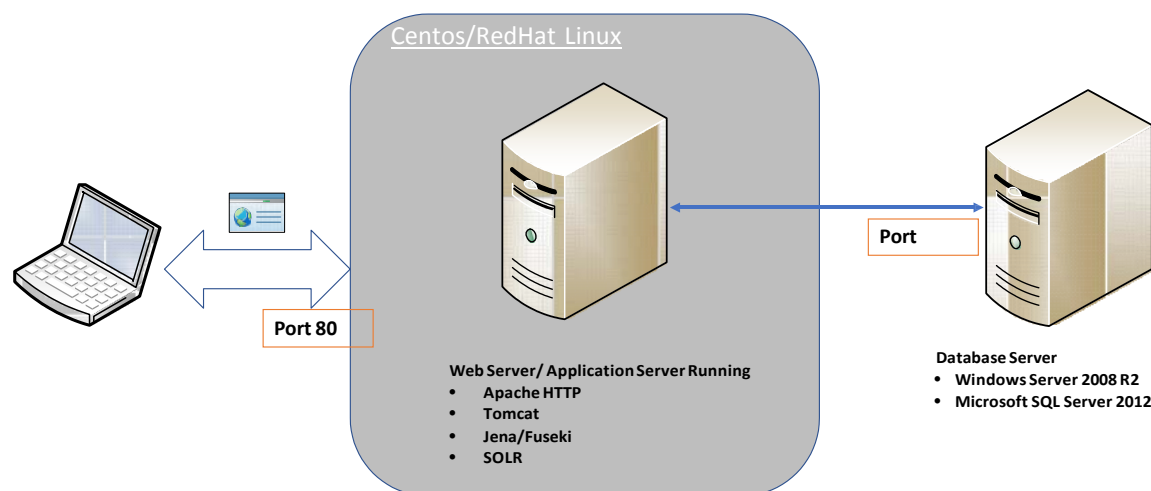 Centos/RedHat Linux
Port 80
Port
Web Server/ Application Server Running
• Apache HTTP
• Tomcat
• Jena/Fuseki
• SOLR
Database Server
• Windows Server 2008 R2
• Microsoft SQL Server 2012